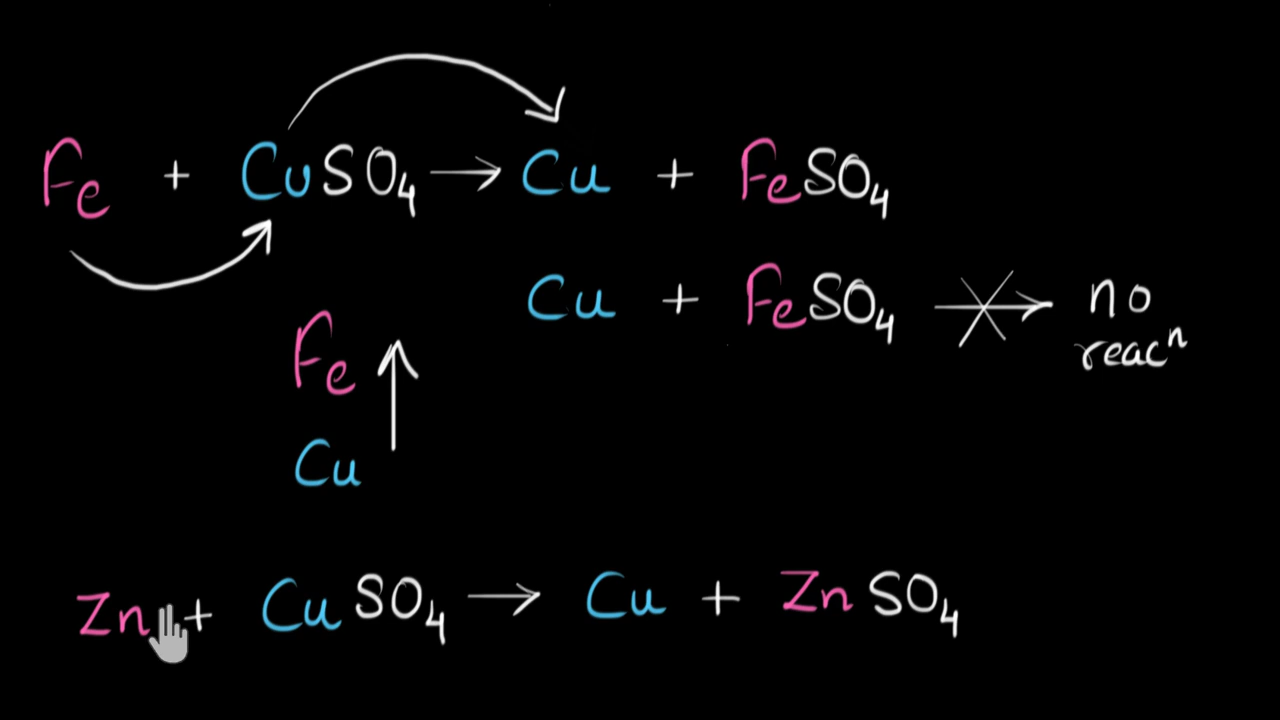 Fe + CuSO₄ → Cu + FeSO₄
Cu + FeSO₄ no
reacⁿ
Fe
Cu
Zn + CuSO₄ → Cu + ZnSO₄